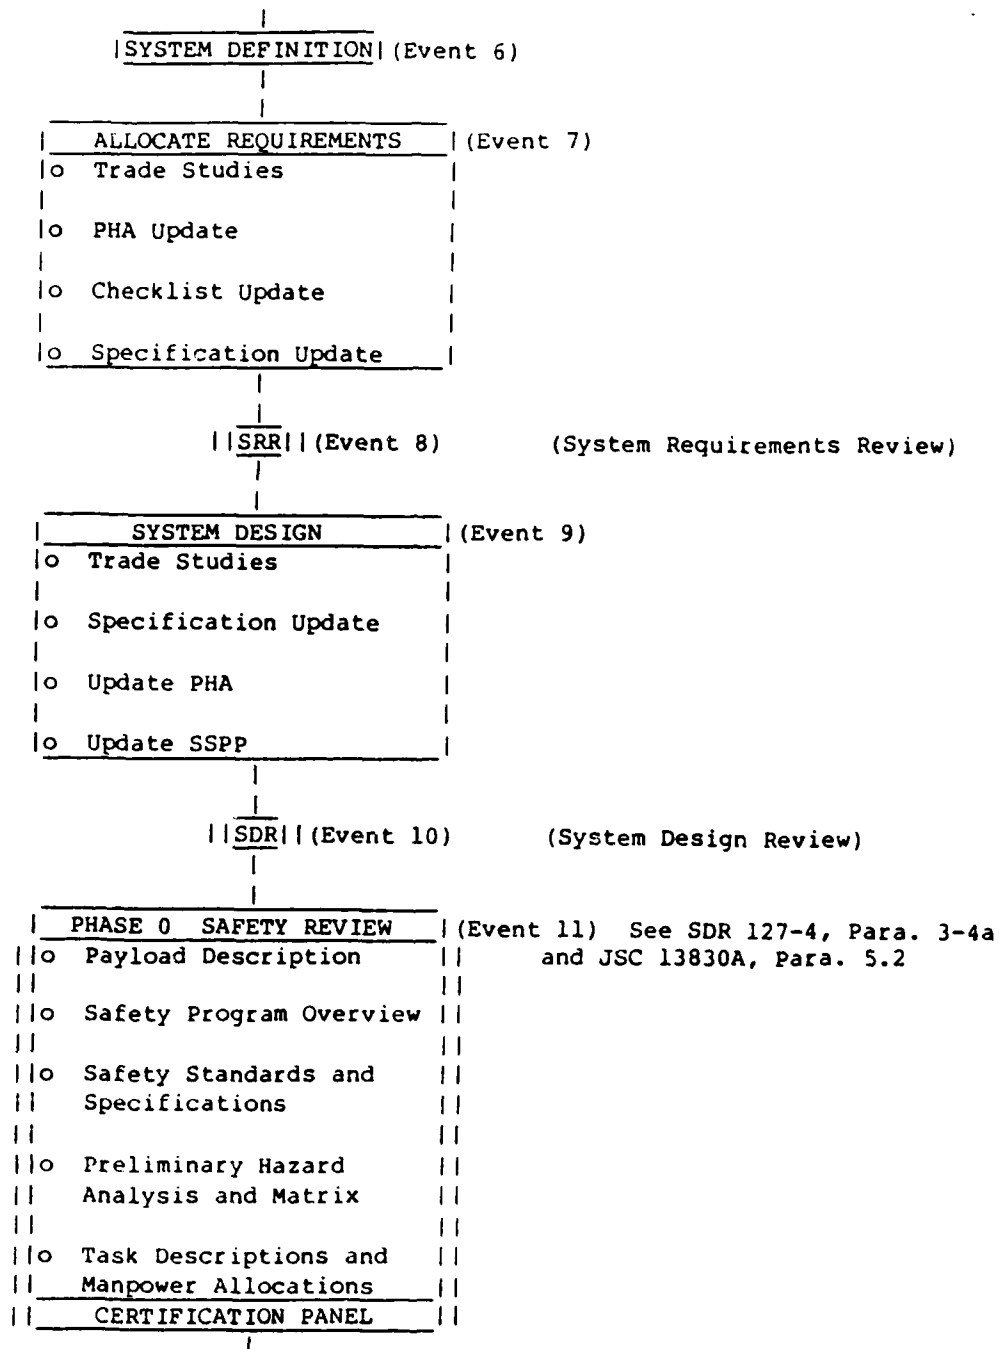 SYSTEM DEFINITION (Event 6)
ALLOCATE REQUIREMENTS (Event 7)
o Trade Studies
o PHA Update
o Checklist Update
o Specification Update
SRR (Event 8) (System Requirements Review)
SYSTEM DESIGN (Event 9)
o Trade Studies
o Specification Update
o Update PHA
o Update SSPP
SDR (Event 10) (System Design Review)
PHASE 0 SAFETY REVIEW (Event 11) See SDR 127-4, Para. 3-4a
o Payload Description and JSC 13830A, Para. 5.2
o Safety Program Overview
o Safety Standards and
Specifications
o Preliminary Hazard
Analysis and Matrix
o Task Descriptions and
Manpower Allocations
CERTIFICATION PANEL